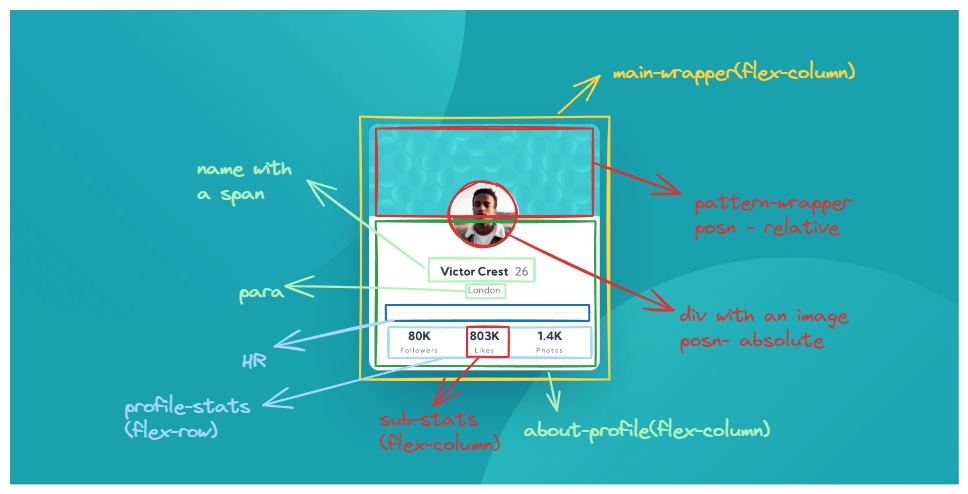 main-wrapper(flex-column)
name with
a span
pattern-wrapper
posn - relative
Victor Crest 26
para
London
div with an image
posn- absolute
80K
803K
1.4K
Followers
Likes
Photos
HR
profile-stats
(flex-row)
sub-stats
(flex-column)
about-profile(flex-column)